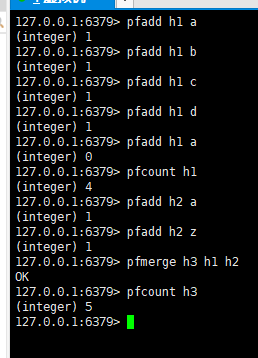 127.0.0.1:6379> pfadd h1 a
(integer) 1
127.0.0.1:6379> pfadd h1 b
(integer) 1
127.0.0.1:6379> pfadd h1 c
(integer) 1
127.0.0.1:6379> pfadd h1 d
(integer) 1
127.0.0.1:6379> pfadd h1 a
(integer) 0
127.0.0.1:6379> pfcount h1
(integer) 4
127.0.0.1:6379> pfadd h2 a
(integer) 1
127.0.0.1:6379> pfadd h2 z
(integer) 1
127.0.0.1:6379> pfmerge h3 h1 h2
OK
127.0.0.1:6379> pfcount h3
(integer) 5
127.0.0.1:6379>